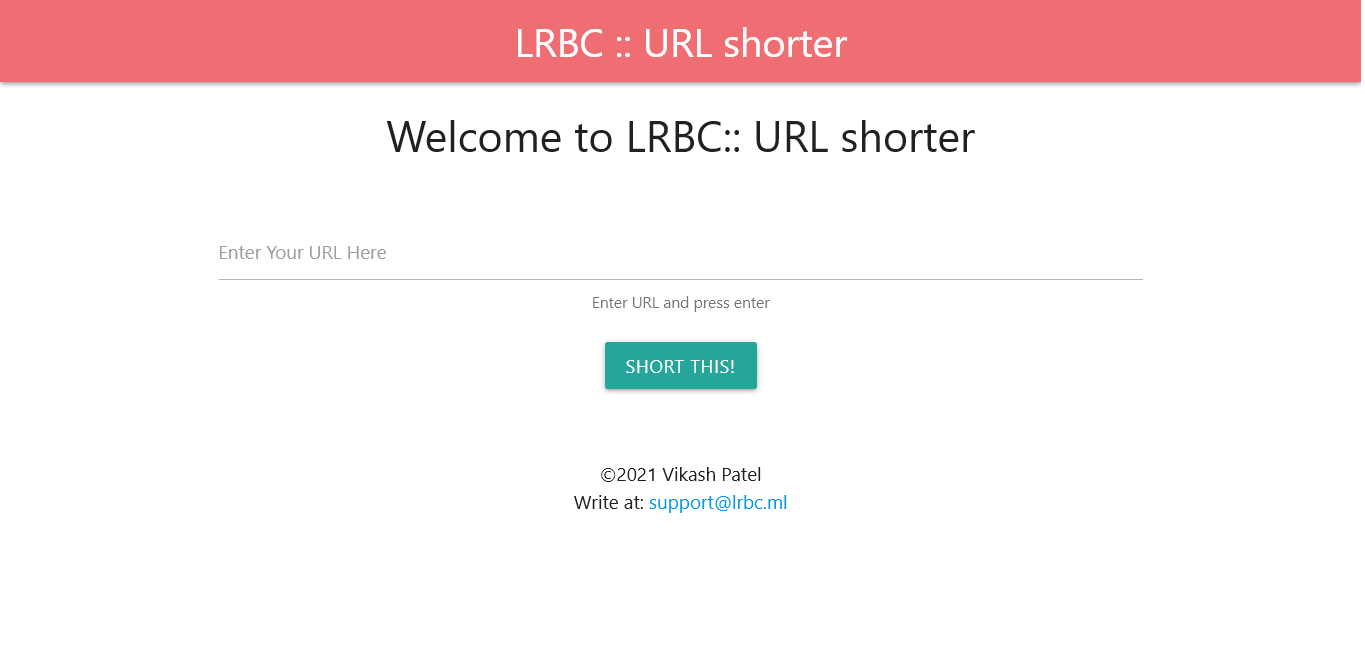 LRBC :: URL shorter
Welcome to LRBC:: URL shorter
Enter Your URL Here
Enter URL and press enter
SHORT THIS!
©2021 Vikash Patel
Write at: support@lrbc.ml